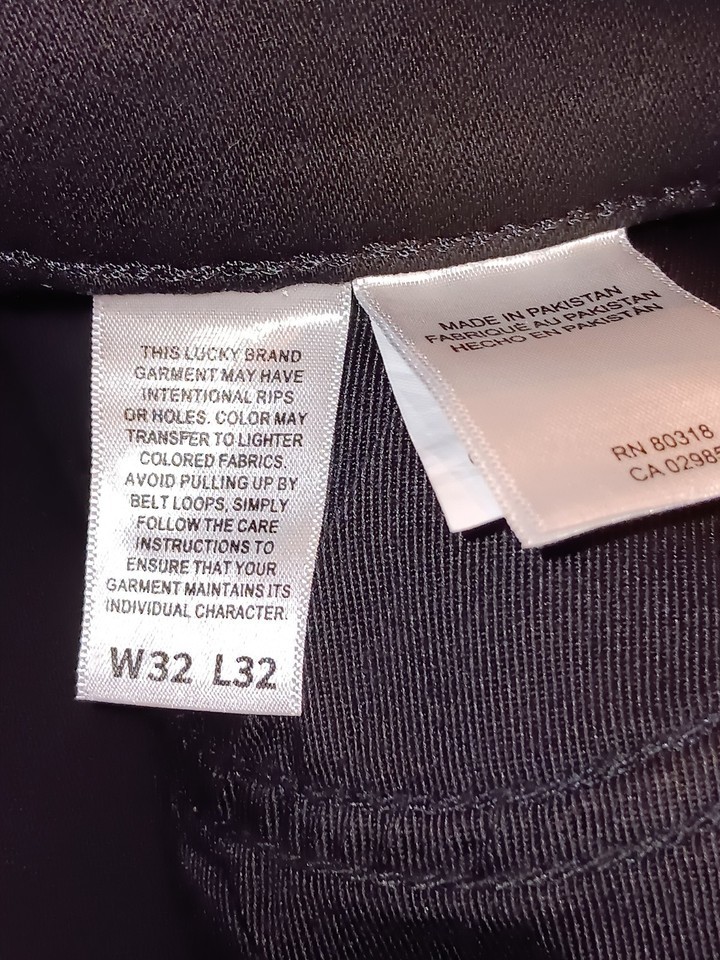 THIS LUCKY BRAND
GARMENT MAY HAVE
INTENTIONAL RIPS
OR HOLES. COLOR MAY
TRANSFER TO LIGHTER
COLORED FABRICS.
AVOID PULLING UP BY
BELT LOOPS, SIMPLY
FOLLOW THE CARE
INSTRUCTIONS TO
ENSURE THAT YOUR
GARMENT MAINTAINS ITS
INDIVIDUAL CHARACTER.
W32 L32
MADE IN PAKISTAN
FABRIQUÉ AU PAKISTAN
HECHO EN PAKISTAN
RN 80318
CA 02985